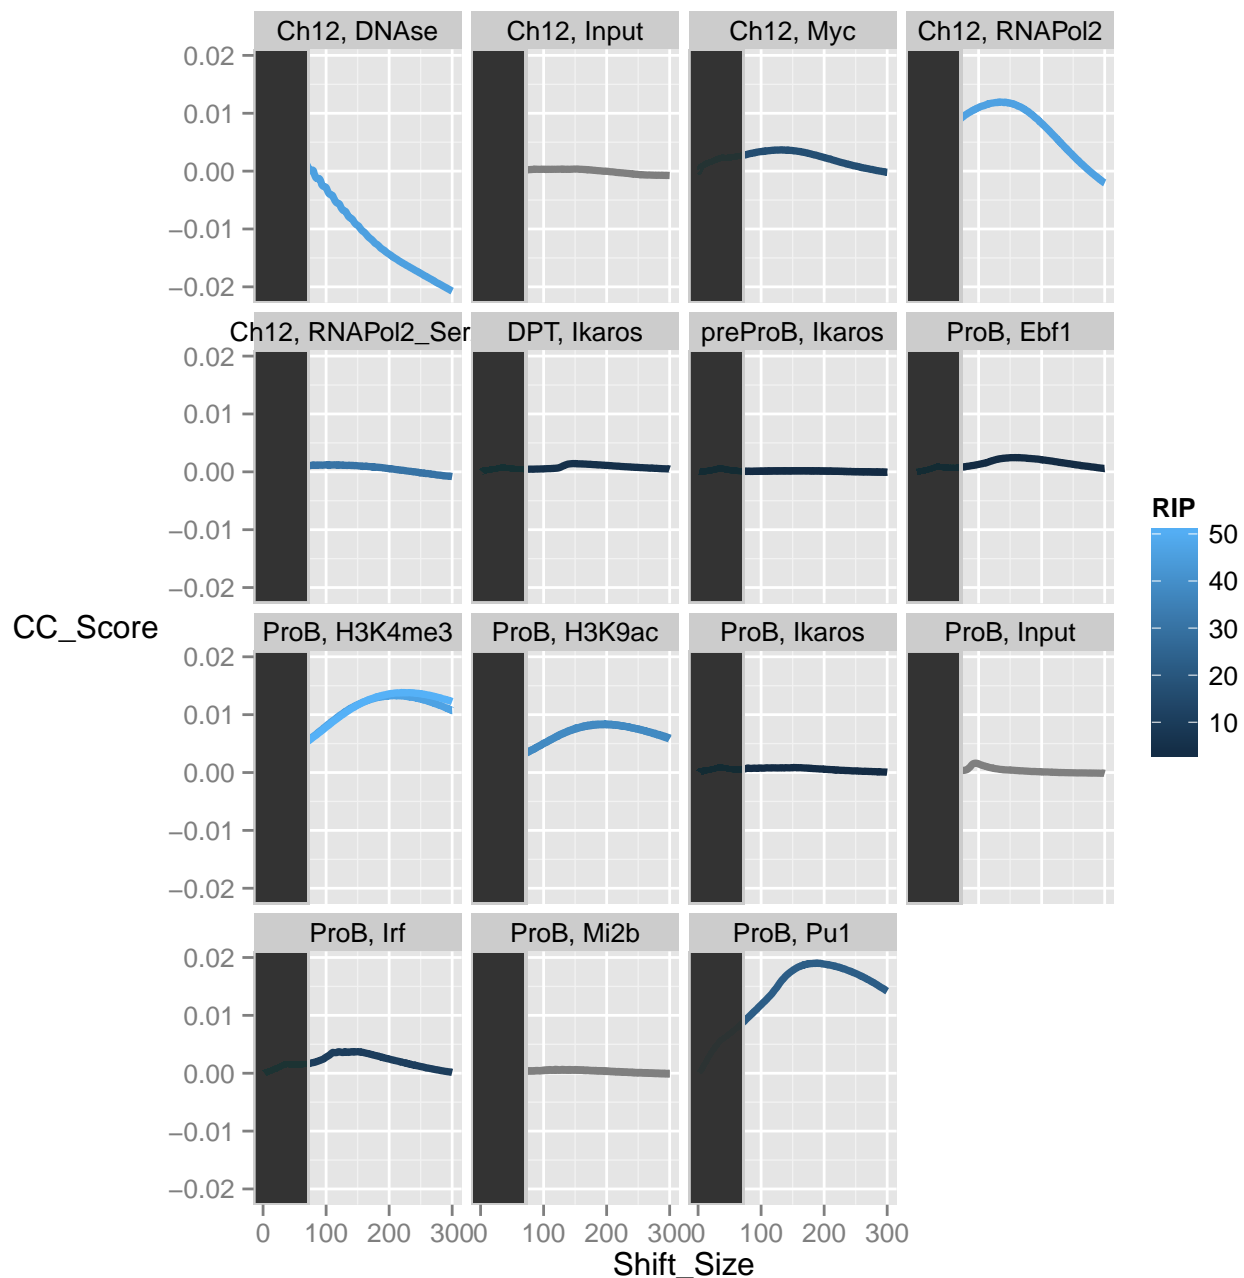 Ch12, DNAse
Ch12, Input
Ch12, Myc
Ch12, RNAPol2
0.02
0.01
0.00
−0.01
−0.02
Ch12, RNAPol2_Ser
DPT, Ikaros
preProB, Ikaros
ProB, Ebf1
0.02
0.01
0.00
−0.01
−0.02
RIP
50
40
30
20
10
CC_Score
ProB, H3K4me3
ProB, H3K9ac
ProB, Ikaros
ProB, Input
0.02
0.01
0.00
−0.01
−0.02
ProB, Irf
ProB, Mi2b
ProB, Pu1
0.02
0.01
0.00
−0.01
−0.02
0 100 200 300
0 100 200 300
0 100 200 300
Shift_Size